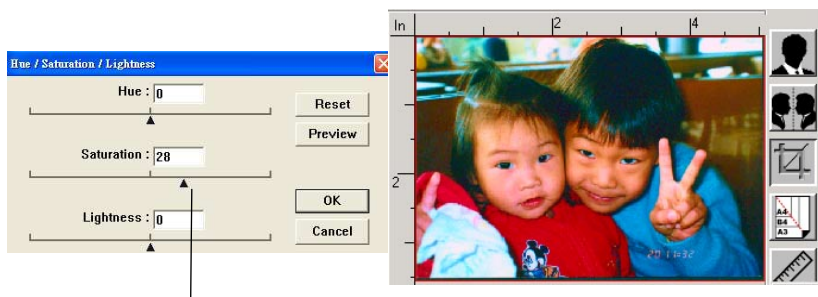 Hue / Saturation / Lightness
Hue : 0
Reset
Preview
Saturation : 28
OK
Lightness : 0
Cancel
In
2
4
2
A4
B4
A3